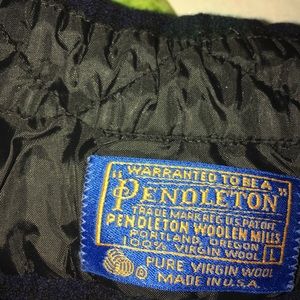 WARRANTED TO BE A
"PENDLETON"
TRADE MARK REG U.S. PAT. OFF.
PENDLETON WOOLEN MILLS
PORTLAND, OREGON
100% VIRGIN WOOL L
PURE VIRGIN WOOL
MADE IN U.S.A.